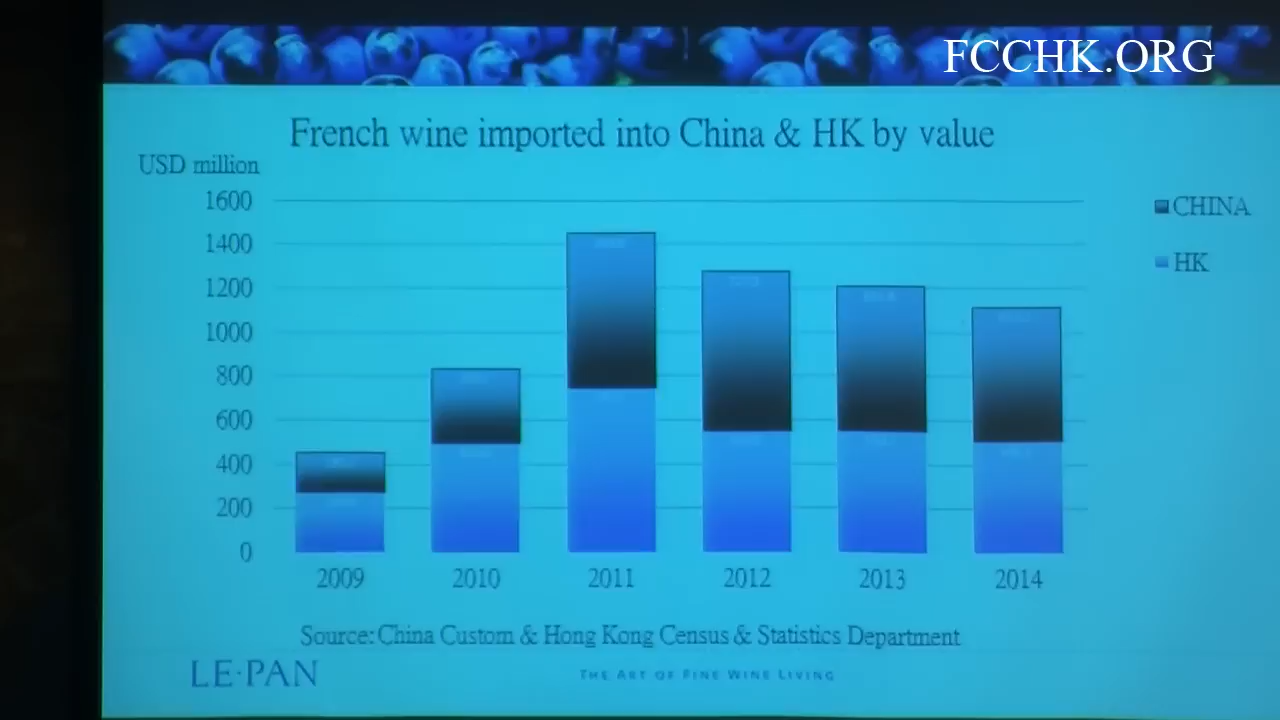 FCCHK.ORG
French wine imported into China & HK by value
USD million
1600
1400
1200
1000
800
600
400
200
0
CHINA
HK
2009 2010 2011 2012 2013 2014
Source: China Custom & Hong Kong Census & Statistics Department
LE·PAN
THE ART OF FINE WINE LIVING